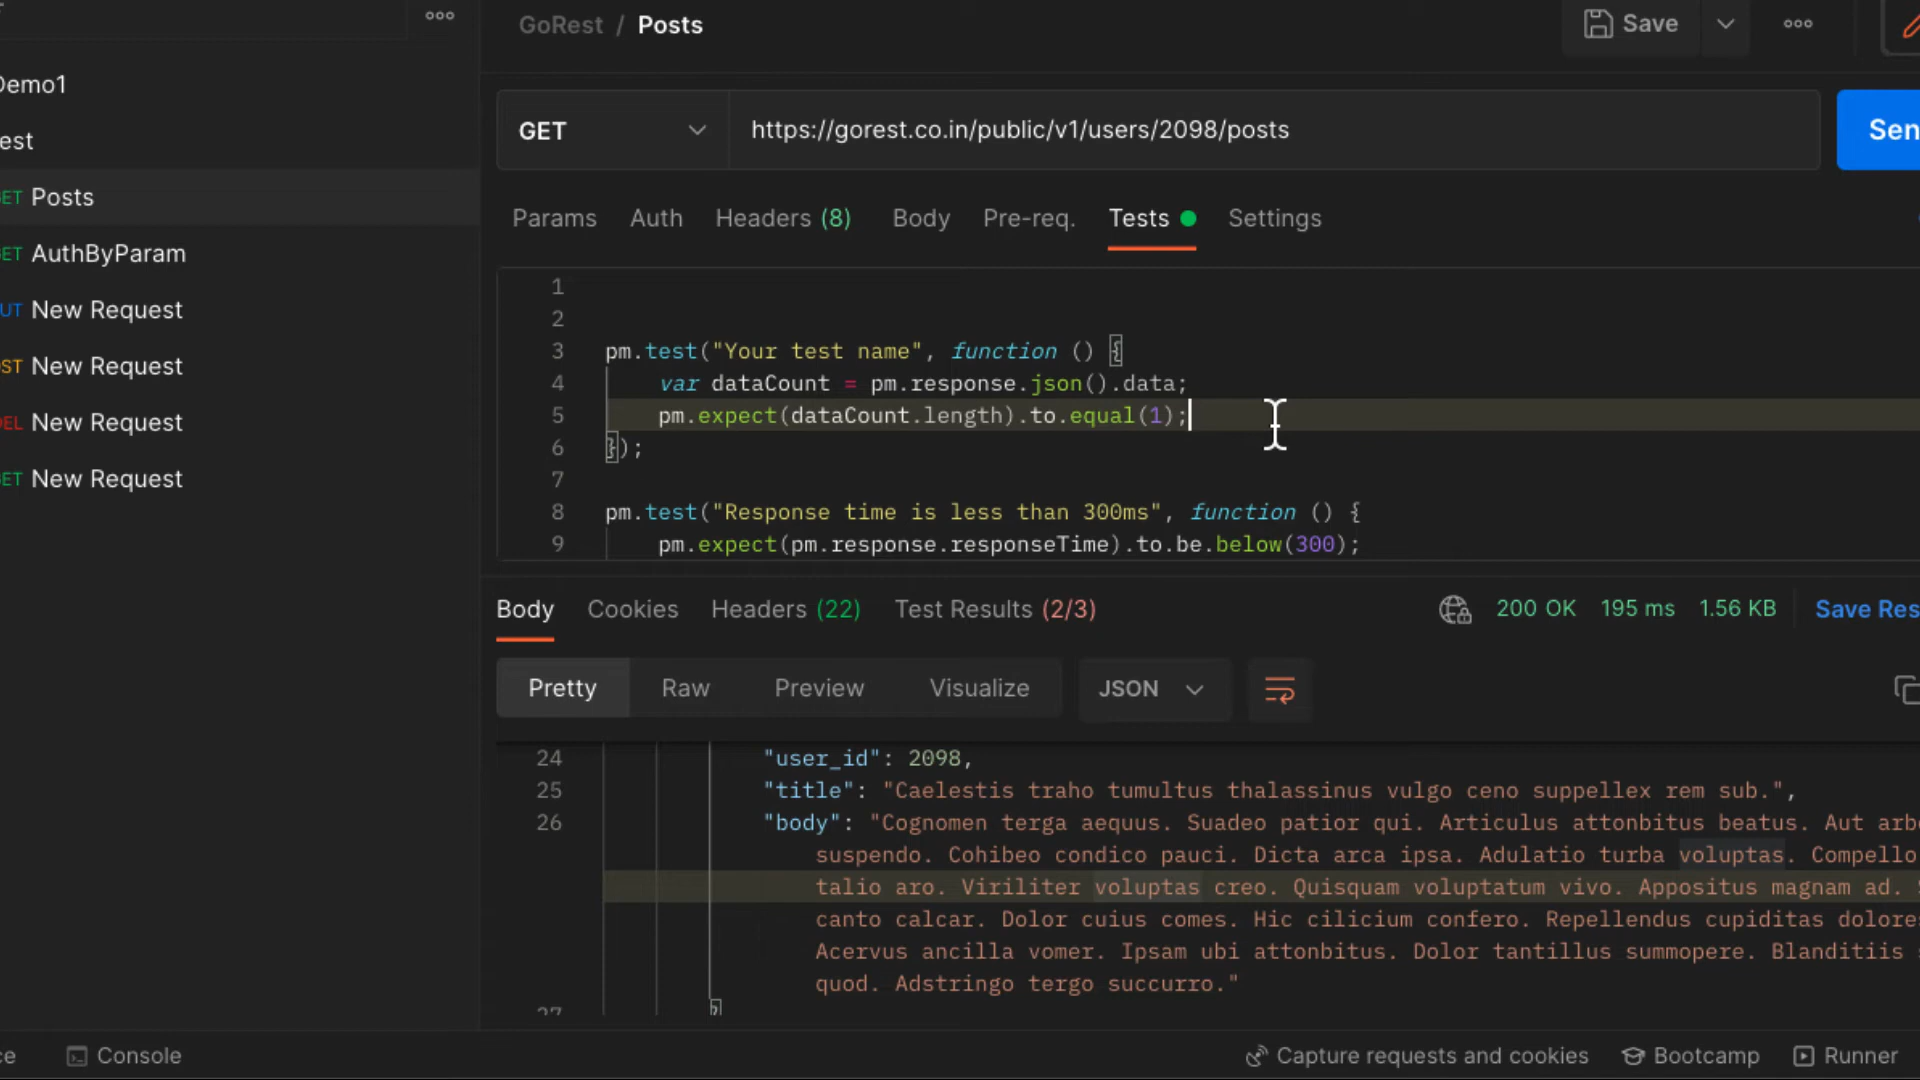 GoRest / Posts
Save
Demo1
est
GET Posts
GET AuthByParam
New Request
New Request
DEL New Request
GET New Request
GET
https://gorest.co.in/public/v1/users/2098/posts
Sen
Params Auth Headers (8) Body Pre-req. Tests Settings
1
2
3 pm.test("Your test name", function () {
4 var dataCount = pm.response.json().data;
5 pm.expect(dataCount.length).to.equal(1);
6 });
7
8 pm.test("Response time is less than 300ms", function () {
9 pm.expect(pm.response.responseTime).to.be.below(300);
Body Cookies Headers (22) Test Results (2/3) 200 OK 195 ms 1.56 KB Save Res
Pretty Raw Preview Visualize JSON
24 "user_id": 2098,
25 "title": "Caelestis traho tumultus thalassinus vulgo ceno suppellex rem sub.",
26 "body": "Cognomen terga aequus. Suadeo patior qui. Articulus attonbitus beatus. Aut arb
suspendo. Cohibeo condico pauci. Dicta arca ipsa. Adulatio turba voluptas. Compello
talio aro. Viriliter voluptas creo. Quisquam voluptatum vivo. Appositus magnam ad.
canto calcar. Dolor cuius comes. Hic cilicium confero. Repellendus cupiditas dolore
Acervus ancilla vomer. Ipsam ubi attonbitus. Dolor tantillus summopere. Blanditiis
quod. Adstringo tergo succurro."
27 }
ce Console Capture requests and cookies Bootcamp Runner